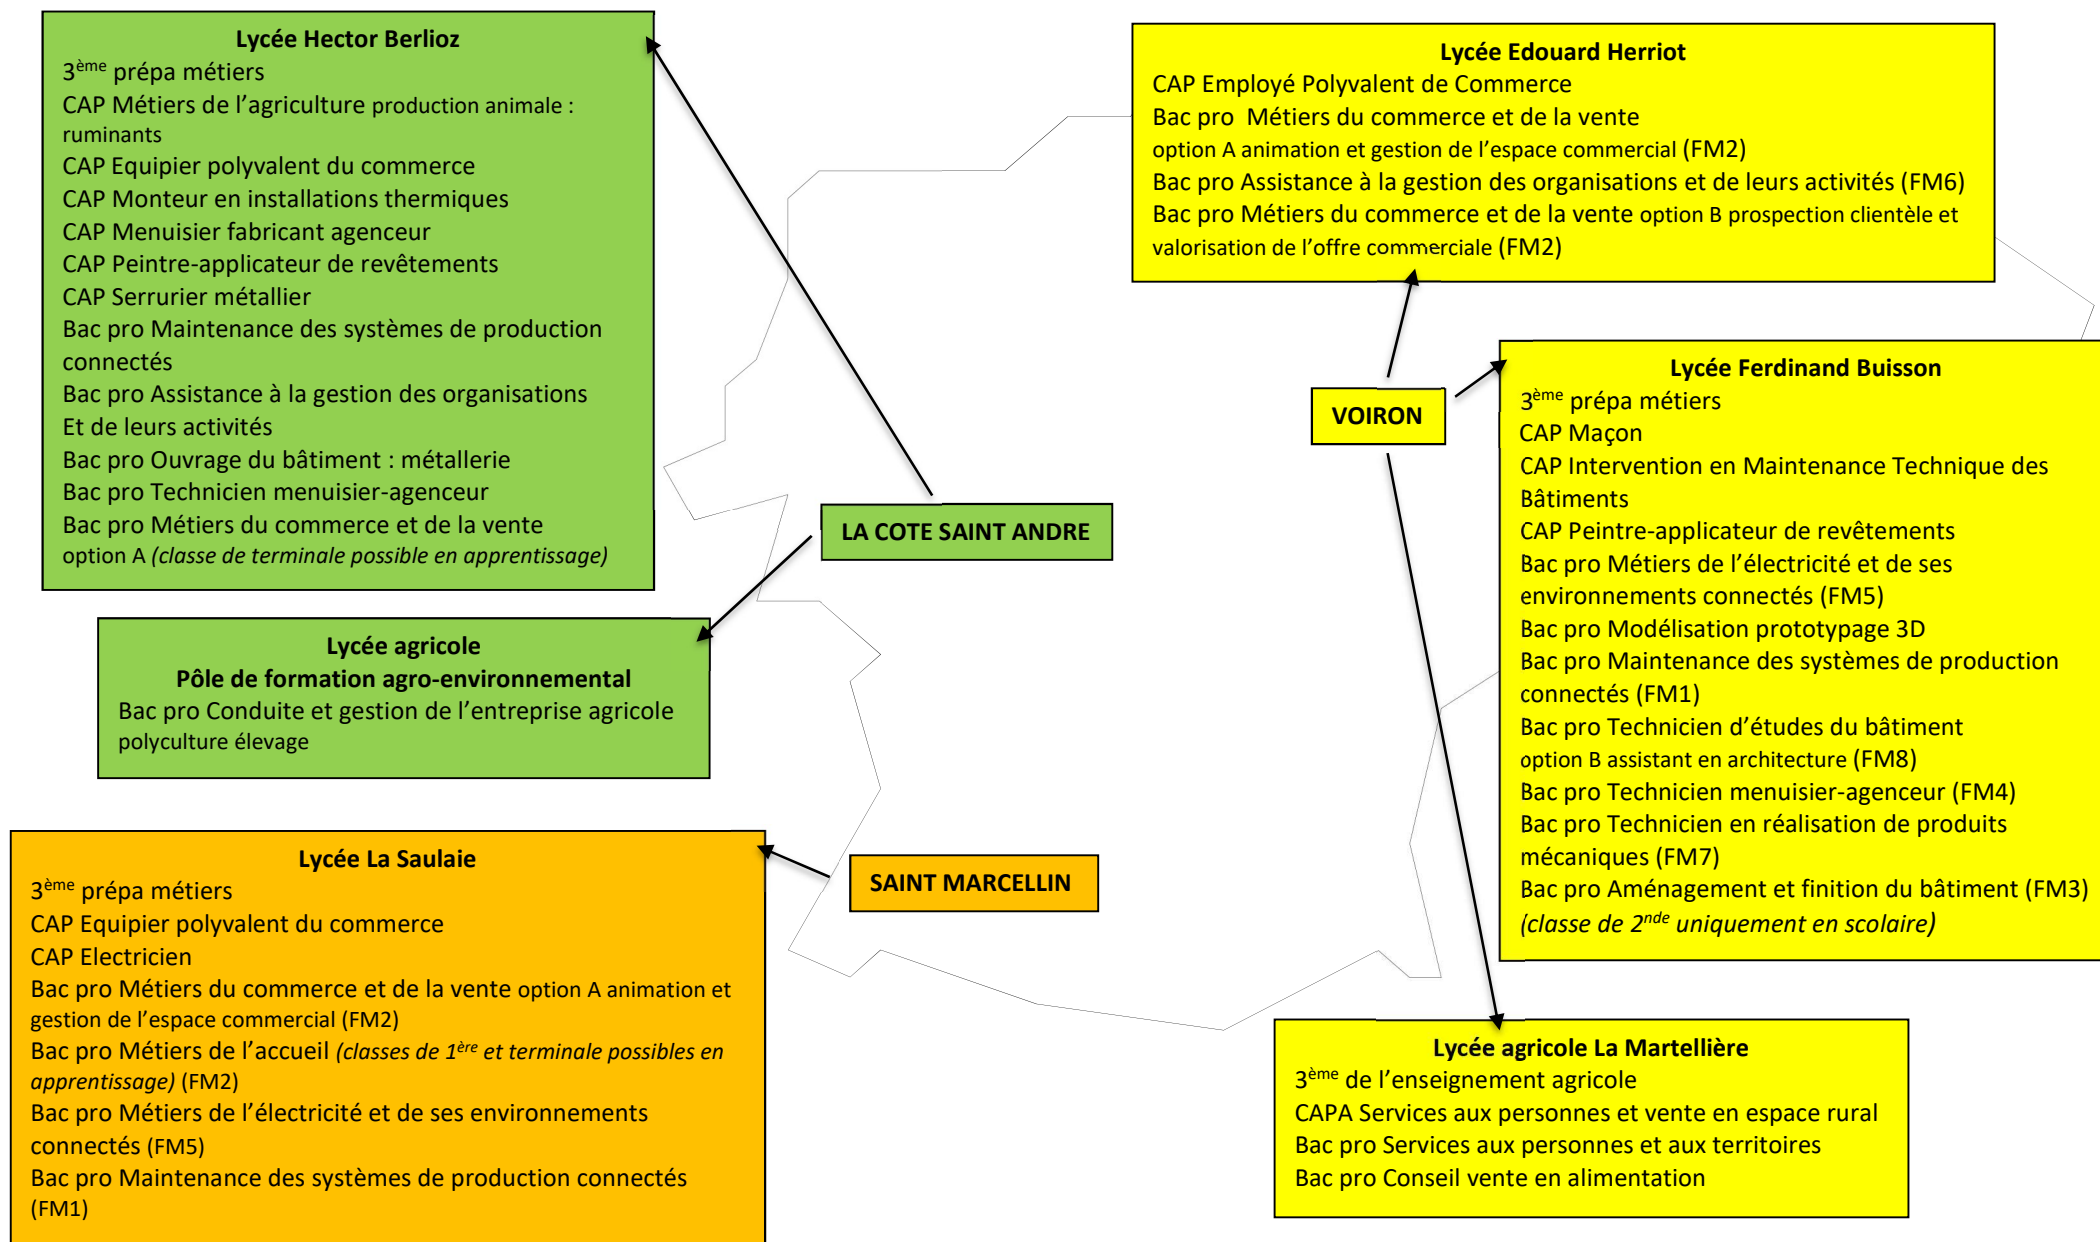 Lycée Hector Berlioz
3ème prépa métiers
CAP Métiers de l’agriculture production animale :
ruminants
CAP Equipier polyvalent du commerce
CAP Monteur en installations thermiques
CAP Menuisier fabricant agenceur
CAP Peintre-applicateur de revêtements
CAP Serrurier métallier
Bac pro Maintenance des systèmes de production
connectés
Bac pro Assistance à la gestion des organisations
Et de leurs activités
Bac pro Ouvrage du bâtiment : métallerie
Bac pro Technicien menuisier-agenceur
Bac pro Métiers du commerce et de la vente
option A (classe de terminale possible en apprentissage)
Lycée Edouard Herriot
CAP Employé Polyvalent de Commerce
Bac pro  Métiers du commerce et de la vente
option A animation et gestion de l’espace commercial (FM2)
Bac pro Assistance à la gestion des organisations et de leurs activités (FM6)
Bac pro Métiers du commerce et de la vente option B prospection clientèle et
valorisation de l’offre commerciale (FM2)
VOIRON
Lycée Ferdinand Buisson
3ème prépa métiers
CAP Maçon
CAP Intervention en Maintenance Technique des
Bâtiments
CAP Peintre-applicateur de revêtements
Bac pro Métiers de l’électricité et de ses
environnements connectés (FM5)
Bac pro Modélisation prototypage 3D
Bac pro Maintenance des systèmes de production
connectés (FM1)
Bac pro Technicien d’études du bâtiment
option B assistant en architecture (FM8)
Bac pro Technicien menuisier-agenceur (FM4)
Bac pro Technicien en réalisation de produits
mécaniques (FM7)
Bac pro Aménagement et finition du bâtiment (FM3)
(classe de 2nde uniquement en scolaire)
LA COTE SAINT ANDRE
Lycée agricole
Pôle de formation agro-environnemental
Bac pro Conduite et gestion de l’entreprise agricole
polyculture élevage
SAINT MARCELLIN
Lycée La Saulaie
3ème prépa métiers
CAP Equipier polyvalent du commerce
CAP Electricien
Bac pro Métiers du commerce et de la vente option A animation et
gestion de l’espace commercial (FM2)
Bac pro Métiers de l’accueil (classes de 1ère et terminale possibles en
apprentissage) (FM2)
Bac pro Métiers de l’électricité et de ses environnements
connectés (FM5)
Bac pro Maintenance des systèmes de production connectés
(FM1)
Lycée agricole La Martellière
3ème de l’enseignement agricole
CAPA Services aux personnes et vente en espace rural
Bac pro Services aux personnes et aux territoires
Bac pro Conseil vente en alimentation